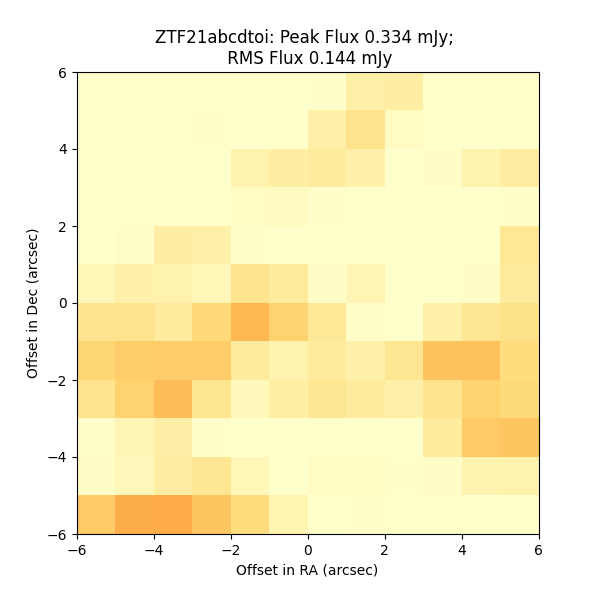 ZTF21abcdtoi: Peak Flux 0.334 mJy;
RMS Flux 0.144 mJy
6
4
2
0
−2
−4
−6
Offset in Dec (arcsec)
−6 −4 −2 0 2 4 6
Offset in RA (arcsec)